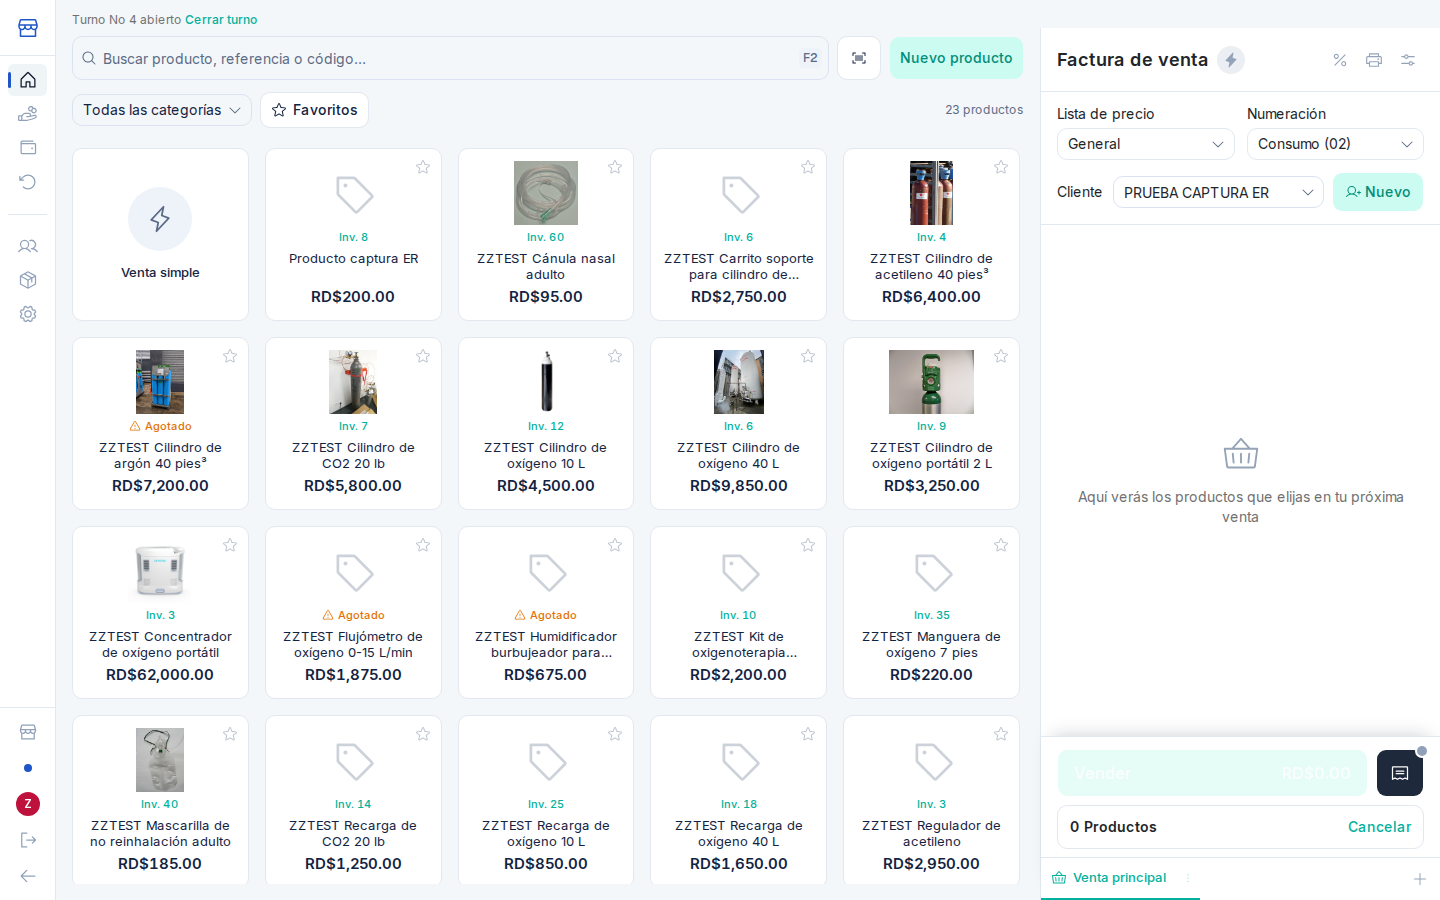 Turno No 4 abierto Cerrar turno
Buscar producto, referencia o código... F2
Nuevo producto
Todas las categorías
Favoritos
23 productos
Venta simple
Inv. 8
Producto captura ER
RD$200.00
Inv. 60
ZZTEST Cánula nasal
adulto
RD$95.00
Inv. 6
ZZTEST Carrito soporte
para cilindro de...
RD$2,750.00
Inv. 4
ZZTEST Cilindro de
acetileno 40 pies³
RD$6,400.00
Agotado
ZZTEST Cilindro de
argón 40 pies³
RD$7,200.00
Inv. 7
ZZTEST Cilindro de
CO2 20 lb
RD$5,800.00
Inv. 12
ZZTEST Cilindro de
oxígeno 10 L
RD$4,500.00
Inv. 6
ZZTEST Cilindro de
oxígeno 40 L
RD$9,850.00
Inv. 9
ZZTEST Cilindro de
oxígeno portátil 2 L
RD$3,250.00
Inv. 3
ZZTEST Concentrador
de oxígeno portátil
RD$62,000.00
Agotado
ZZTEST Flujómetro de
oxígeno 0-15 L/min
RD$1,875.00
Agotado
ZZTEST Humidificador
burbujeador para...
RD$675.00
Inv. 10
ZZTEST Kit de
oxigenoterapia...
RD$2,200.00
Inv. 35
ZZTEST Manguera de
oxígeno 7 pies
RD$220.00
Inv. 40
ZZTEST Mascarilla de
no reinhalación adulto
RD$185.00
Inv. 14
ZZTEST Recarga de
CO2 20 lb
RD$1,250.00
Inv. 25
ZZTEST Recarga de
oxígeno 10 L
RD$850.00
Inv. 18
ZZTEST Recarga de
oxígeno 40 L
RD$1,650.00
Inv. 3
ZZTEST Regulador de
acetileno
RD$2,950.00
Z
Factura de venta
Lista de precio
General
Numeración
Consumo (02)
Cliente
PRUEBA CAPTURA ER
Nuevo
Aquí verás los productos que elijas en tu próxima
venta
Vender RD$0.00
0 Productos
Cancelar
Venta principal